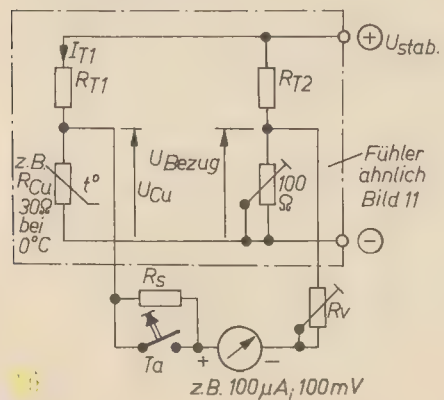 I_T1
R_T1
R_T2
+ U_stab.
z.B.
R_Cu
30Ω
bei
0°C
t°
U_Cu
U_Bezug
100
Ω
Fühler
ähnlich
Bild 11
−
R_S
Ta
+
−
R_V
z.B. 100µA; 100mV